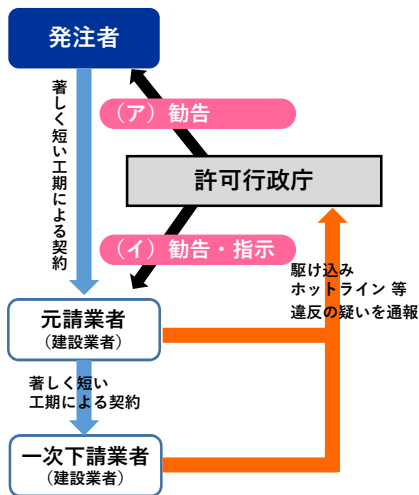 発注者
著しく短い工期による契約
（ア）勧告
許可行政庁
（イ）勧告・指示
駆け込み
ホットライン 等
違反の疑いを通報
元請業者
（建設業者）
著しく短い
工期による契約
一次下請業者
（建設業者）